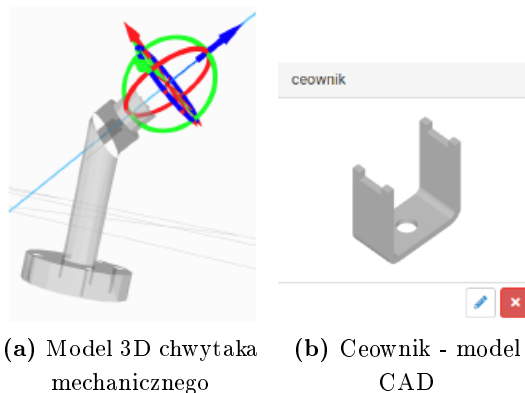 ceownik
(a) Model 3D chwytaka
mechanicznego
(b) Ceownik - model
CAD